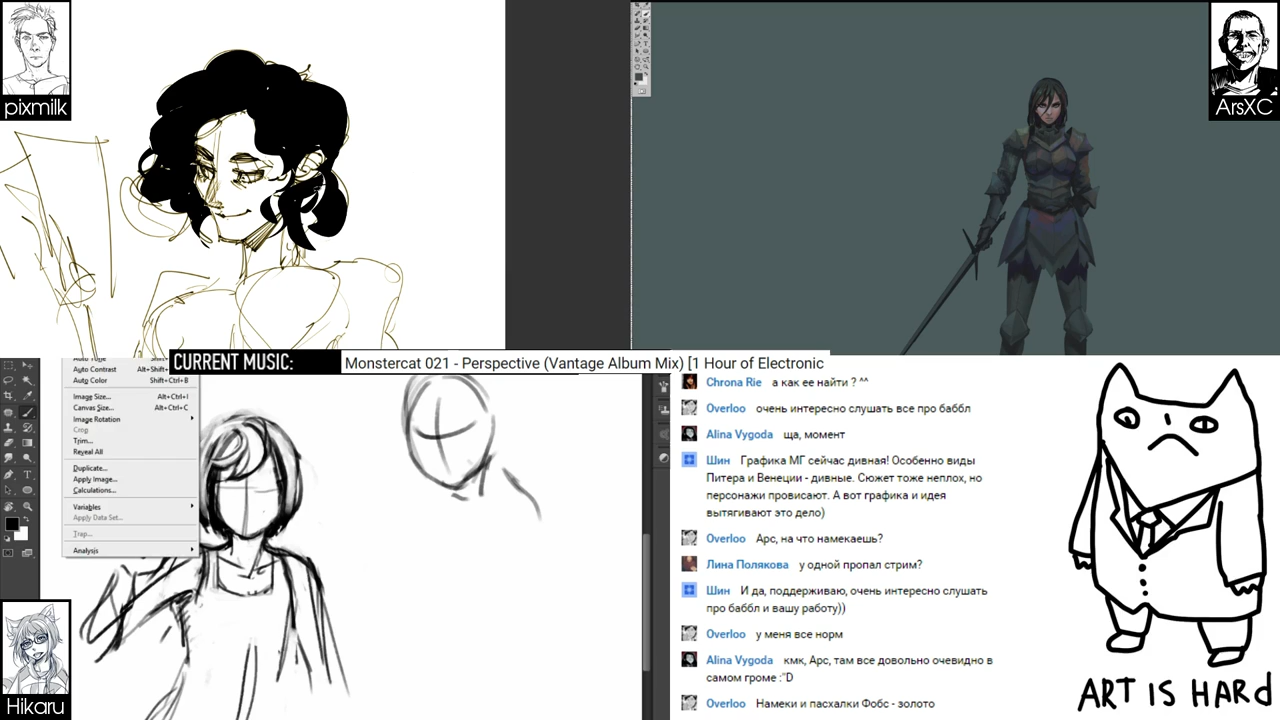 pixmilk
ArsXC
CURRENT MUSIC:
Monstercat 021 - Perspective (Vantage Album Mix) [1 Hour of Electronic
Auto Tone Shift+
Auto Contrast Alt+Shift+
Auto Color Shift+Ctrl+B
Image Size... Alt+Ctrl+I
Canvas Size... Alt+Ctrl+C
Image Rotation
Crop
Trim...
Reveal All
Duplicate...
Apply Image...
Calculations...
Variables
Apply Data Set...
Trap...
Analysis
Hikaru
Chrona Rie а как ее найти ? ^^
Overloo очень интересно слушать все про баббл
Alina Vygoda ща, момент
Шин Графика МГ сейчас дивная! Особенно виды
Питера и Венеции - дивные. Сюжет тоже неплох, но
персонажи провисают. А вот графика и идея
вытягивают это дело)
Overloo Арс, на что намекаешь?
Лина Полякова у одной пропал стрим?
Шин И да, поддерживаю, очень интересно слушать
про баббл и вашу работу))
Overloo у меня все норм
Alina Vygoda кмк, Арс, там все довольно очевидно в
самом громе :"D
Overloo Намеки и пасхалки Фобс - золото
ART IS HARd